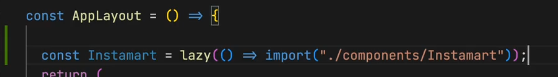 const AppLayout = () => {
const Instamart = lazy(() => import("./components/Instamart"));
return (